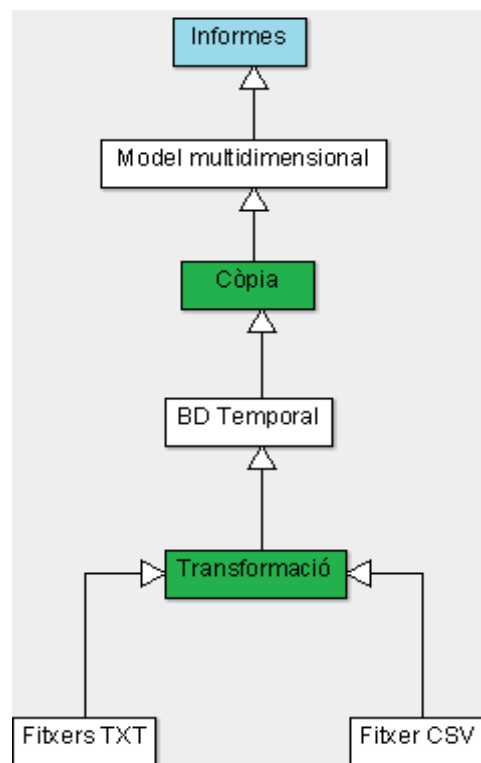 Informes
Model multidimensional
Còpia
BD Temporal
Transformació
Fitxers TXT
Fitxer CSV